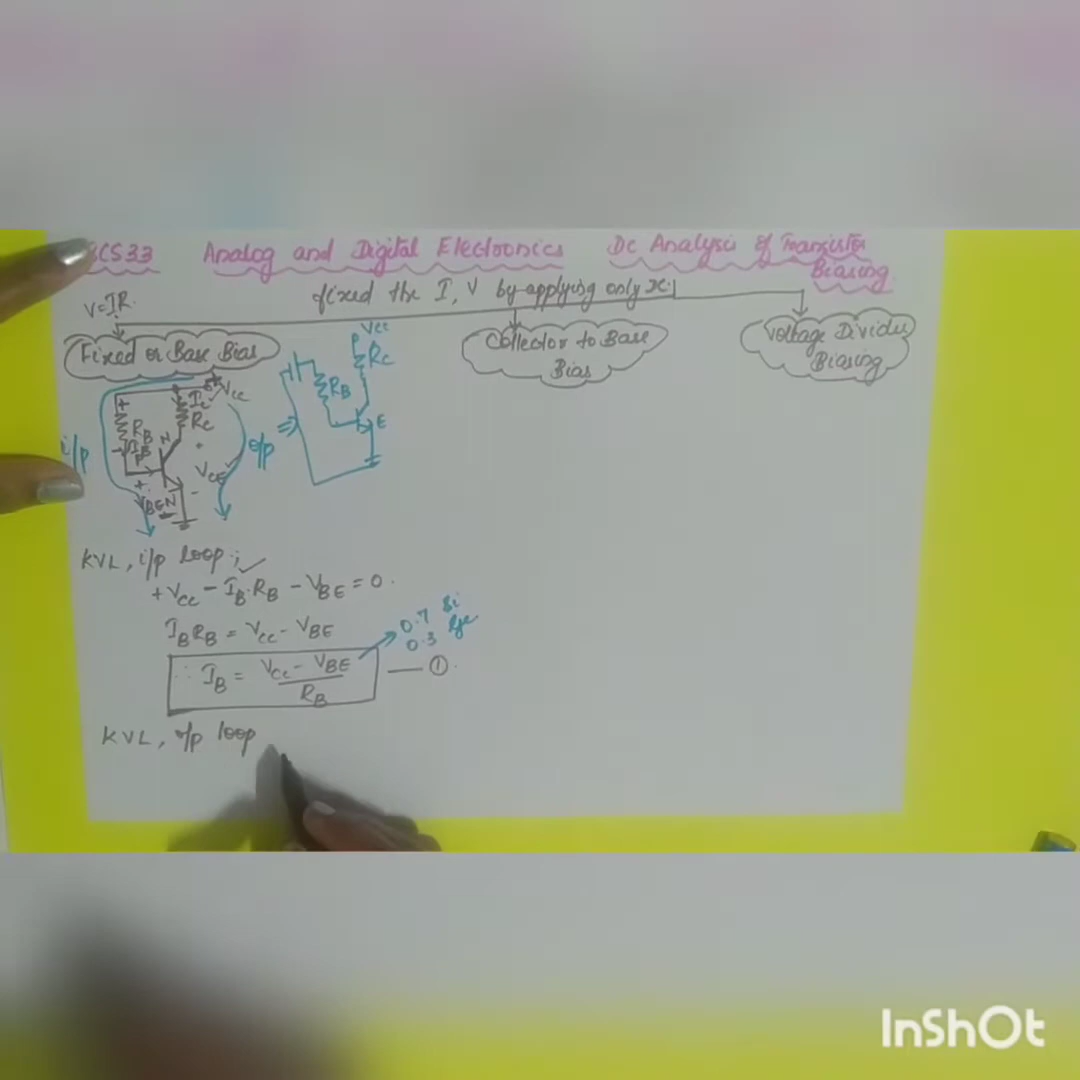 CS33 Analog and Digital Electronics Dc Analysis of Transistor Biasing
V=IR.
fixed the I, V by applying only
Fixed or Base Bias
Collector to Base Bias
Voltage Divider Biasing
Vcc
RC
RB
E
+
Ic
Vcc
RC
RB
IB
N
P
+
VCE
-
+
VBE
N
i/p
o/p
KVL, i/p loop ;
+Vcc - IB.RB - VBE = 0.
IBRB = Vcc - VBE
0.7 Si
0.3 Ge
∴ IB = Vcc - VBE / RB — ①.
KVL, o/p loop
InShOt